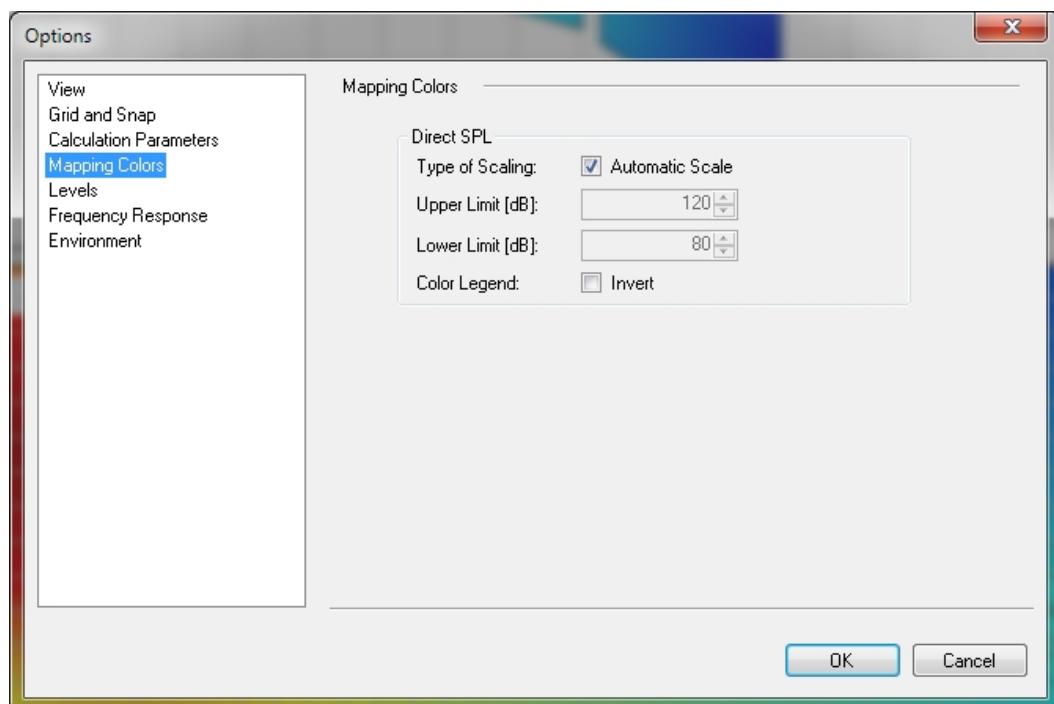 Options
View
Grid and Snap
Calculation Parameters
Mapping Colors
Levels
Frequency Response
Environment
Mapping Colors
Direct SPL
Type of Scaling: Automatic Scale
Upper Limit [dB]: 120
Lower Limit [dB]: 80
Color Legend: Invert
OK Cancel